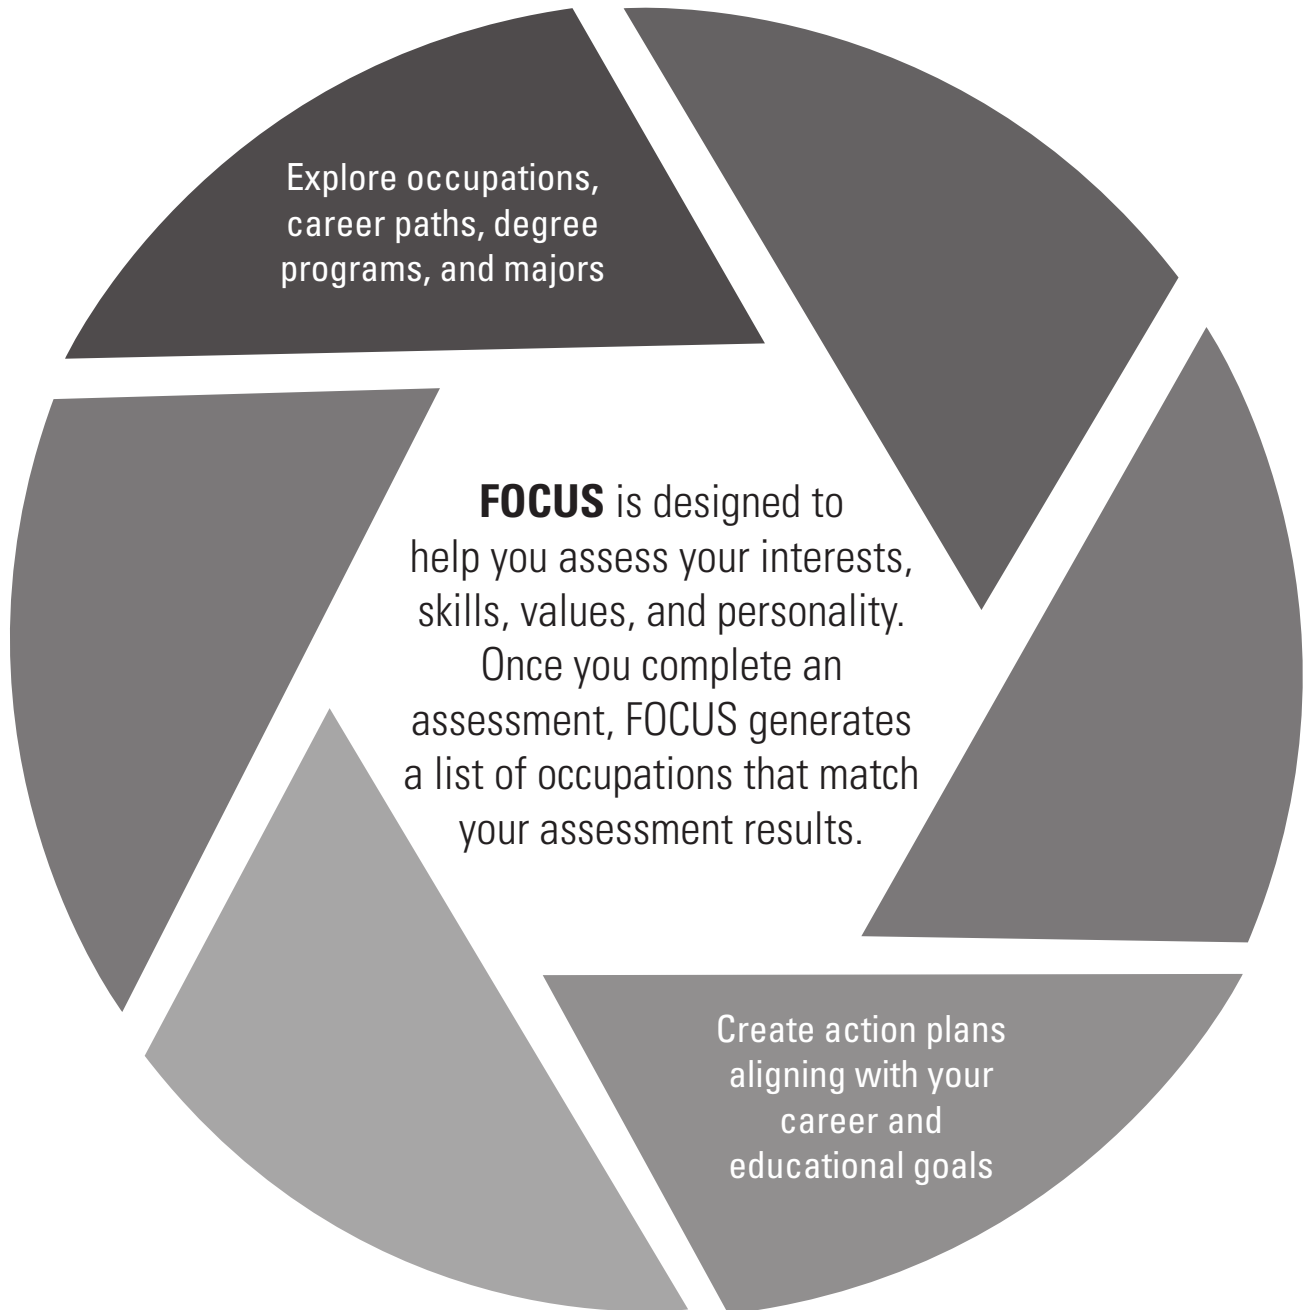 Explore occupations,
career paths, degree
programs, and majors
FOCUS is designed to
help you assess your interests,
skills, values, and personality.
Once you complete an
assessment, FOCUS generates
a list of occupations that match
your assessment results.
Create action plans
aligning with your
career and
educational goals